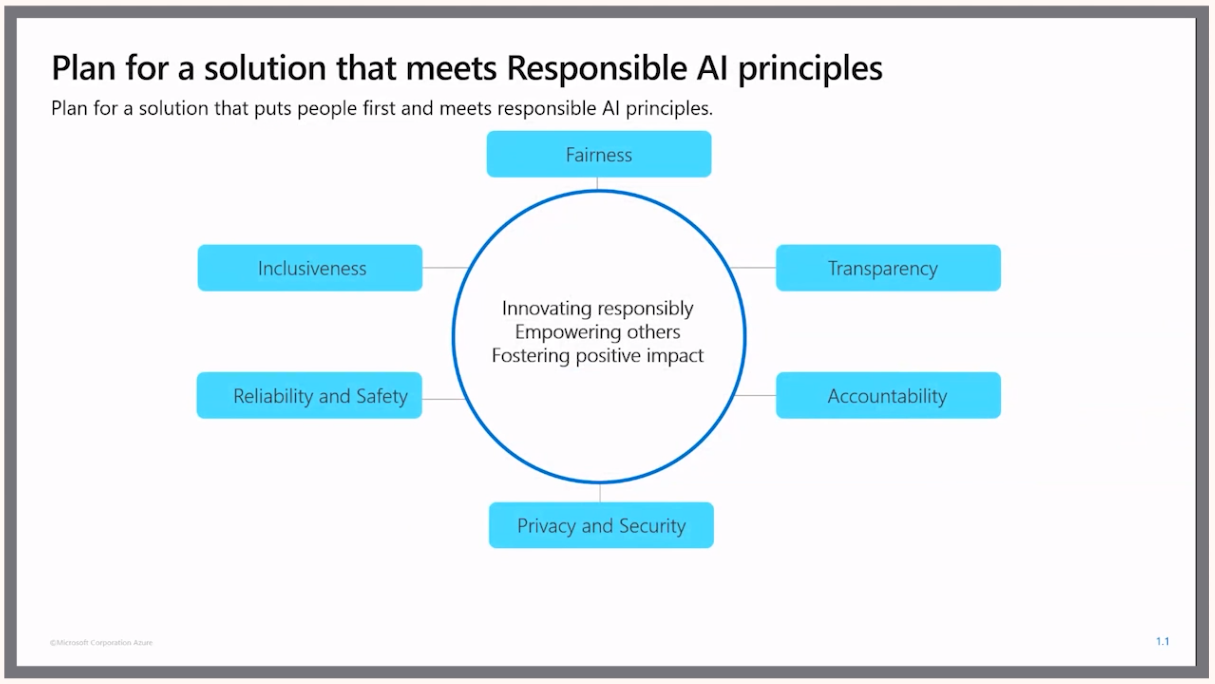 Plan for a solution that meets Responsible AI principles
Plan for a solution that puts people first and meets responsible AI principles.
Fairness
Inclusiveness
Transparency
Innovating responsibly
Empowering others
Fostering positive impact
Reliability and Safety
Accountability
Privacy and Security
©Microsoft Corporation Azure
1.1